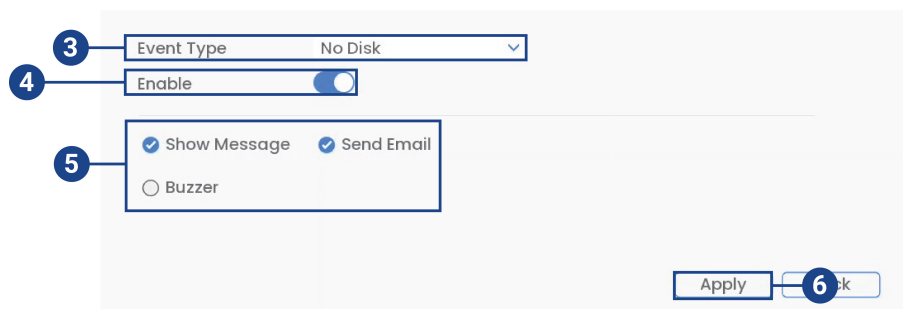 3 Event Type No Disk
4 Enable
Show Message Send Email
5
Buzzer
Apply 6 ck